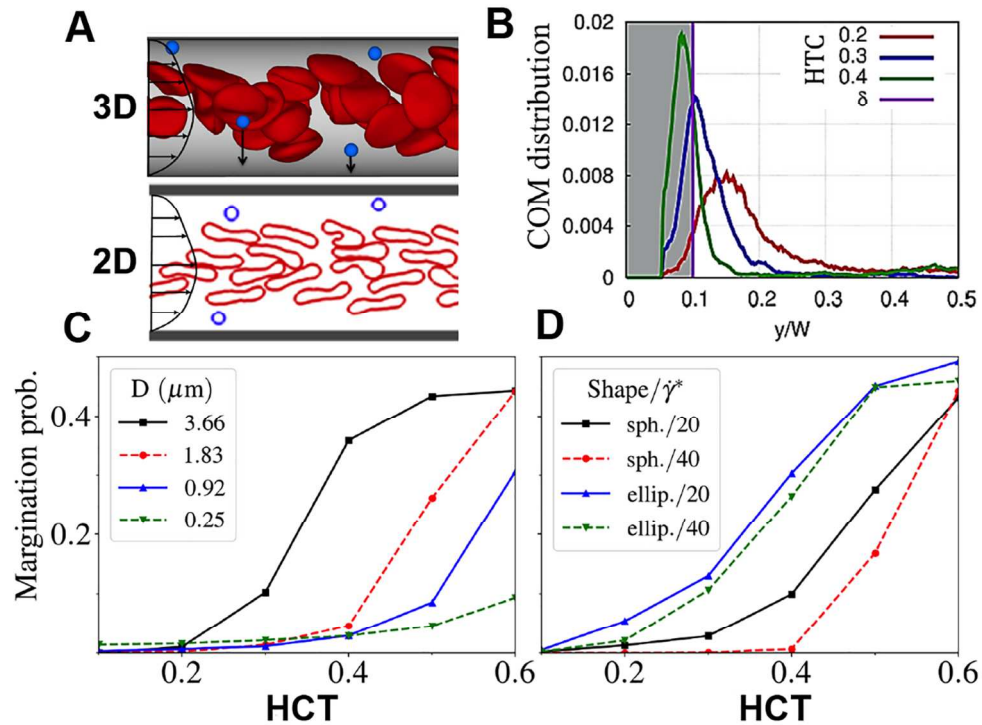 A
3D
2D
B
COM distribution
0.02
0.016
0.012
0.008
0.004
0
HTC
0.2
0.3
0.4
δ
0 0.1 0.2 0.3 0.4 0.5
y/W
C
Margination prob.
0.4
0.2
D (μm)
3.66
1.83
0.92
0.25
0.2 0.4 0.6
HCT
D
Shape/γ̇*
sph./20
sph./40
ellip./20
ellip./40
0.2 0.4 0.6
HCT